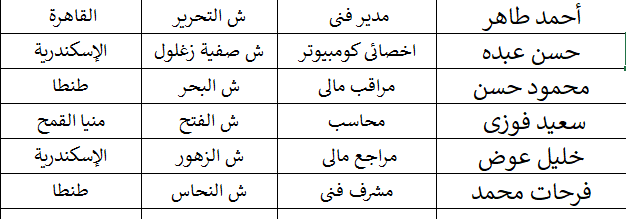 أحمد طاهر مدير فنى ش التحرير القاهرة
حسن عبده اخصائى كومبيوتر ش صفية زغلول الإسكندرية
محمود حسن مراقب مالى ش البحر طنطا
سعيد فوزى محاسب ش الفتح منيا القمح
خليل عوض مراجع مالى ش الزهور الإسكندرية
فرحات محمد مشرف فنى ش النحاس طنطا